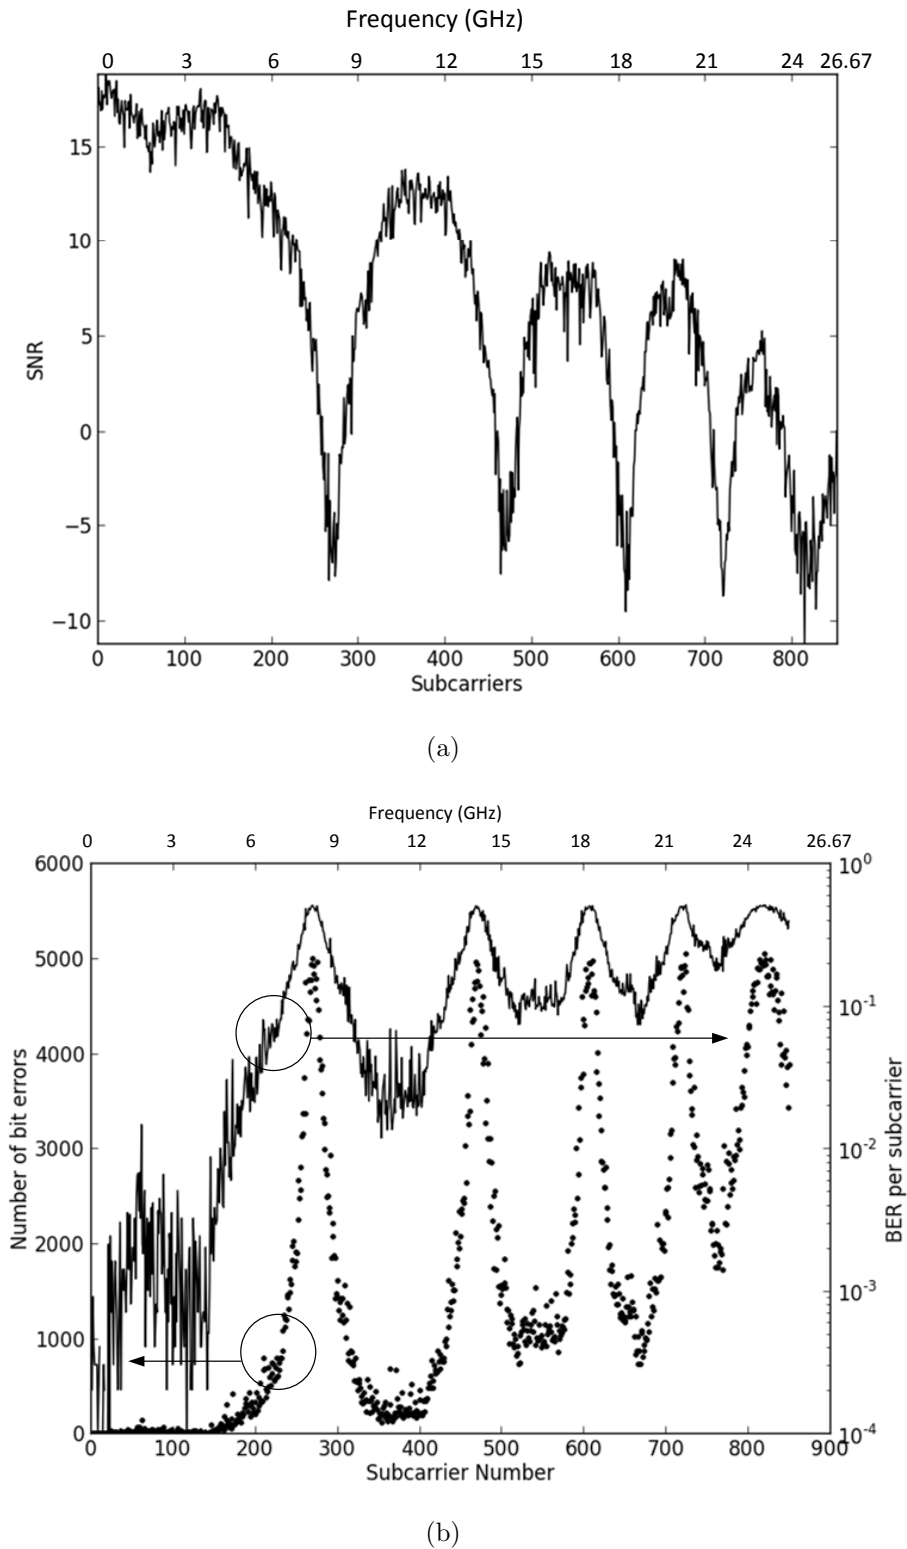 Frequency (GHz)
0 3 6 9 12 15 18 21 24 26.67
15
10
5
0
−5
−10
SNR
0 100 200 300 400 500 600 700 800
Subcarriers
(a)
Frequency (GHz)
0 3 6 9 12 15 18 21 24 26.67
6000 10^0
5000
10^-1
4000
3000 10^-2
2000
10^-3
1000
0 10^-4
Number of bit errors
BER per subcarrier
0 100 200 300 400 500 600 700 800 900
Subcarrier Number
(b)